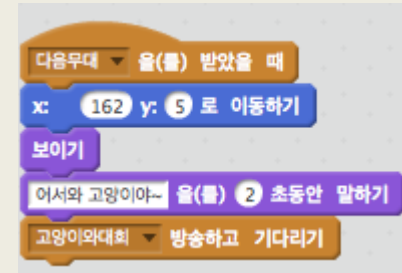 다음무대 을(를) 받았을 때
x: 162 y: 5 로 이동하기
보이기
어서와 고양이야~ 을(를) 2 초동안 말하기
고양이와대회 방송하고 기다리기